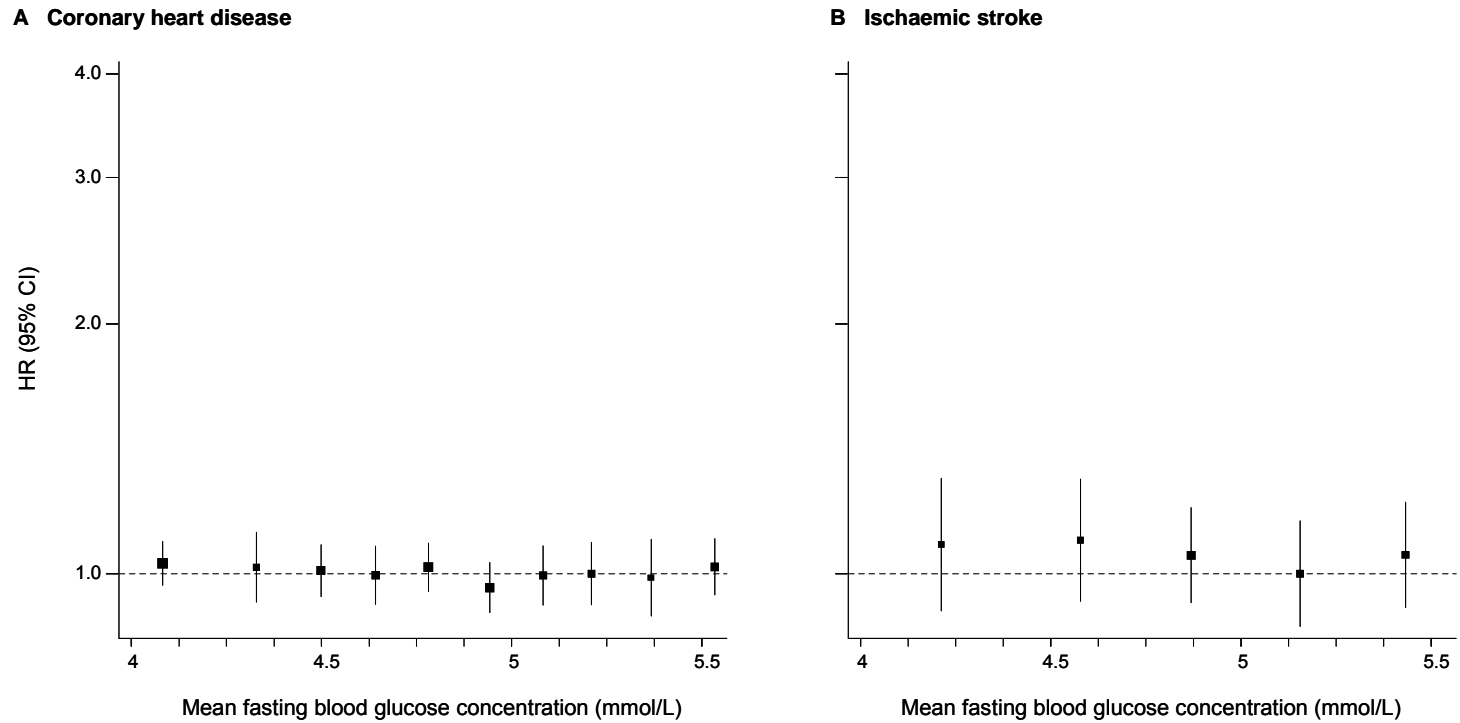 A Coronary heart disease
4.0
3.0
2.0
1.0
HR (95% CI)
4 4.5 5 5.5
Mean fasting blood glucose concentration (mmol/L)
B Ischaemic stroke
4 4.5 5 5.5
Mean fasting blood glucose concentration (mmol/L)